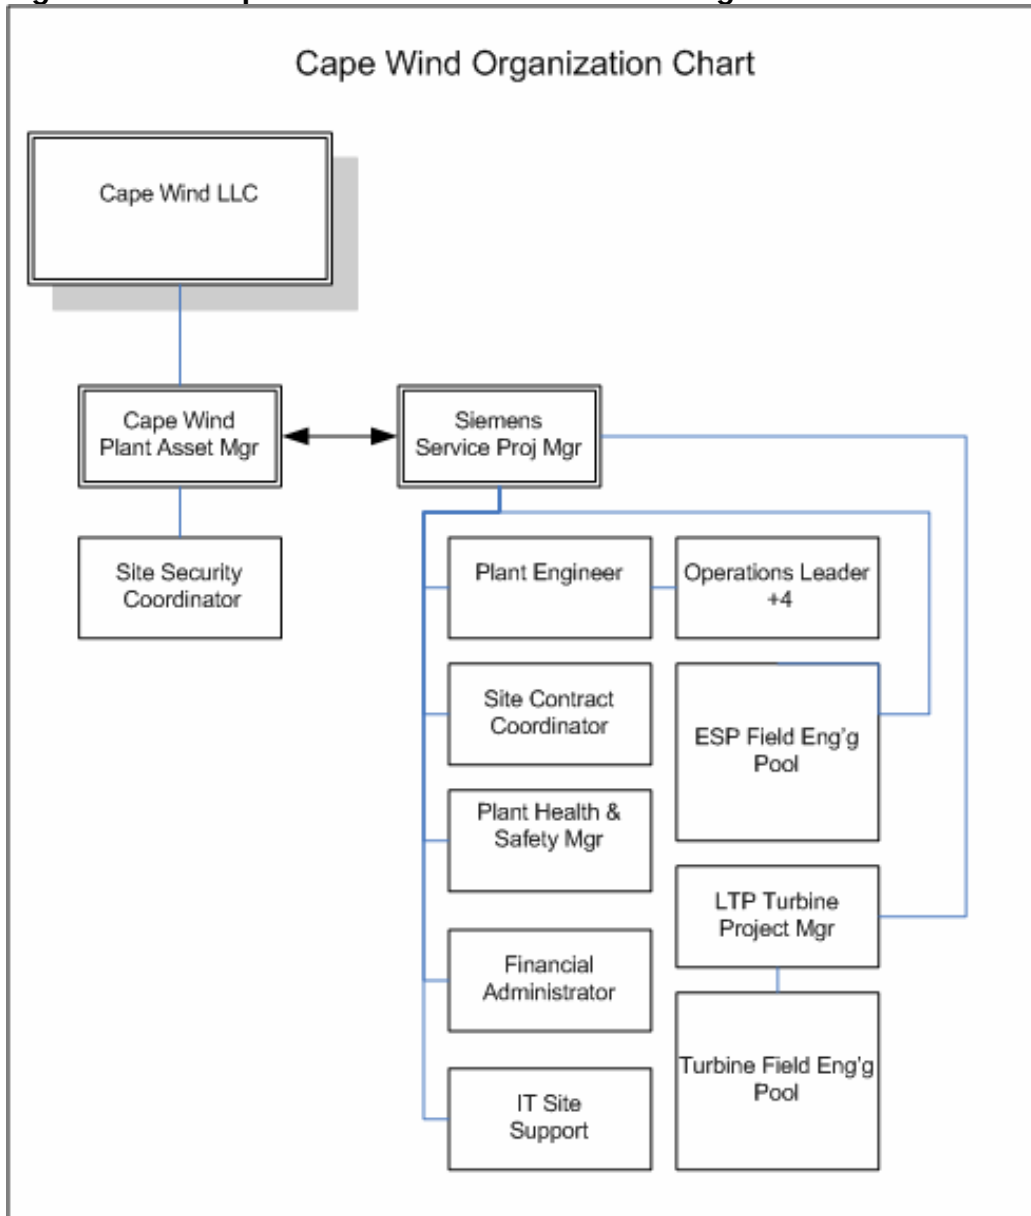 Cape Wind Organization Chart
Cape Wind LLC
Cape Wind
Plant Asset Mgr
Siemens
Service Proj Mgr
Site Security
Coordinator
Plant Engineer
Operations Leader
+4
Site Contract
Coordinator
ESP Field Eng'g
Pool
Plant Health &
Safety Mgr
LTP Turbine
Project Mgr
Financial
Administrator
Turbine Field Eng'g
Pool
IT Site
Support